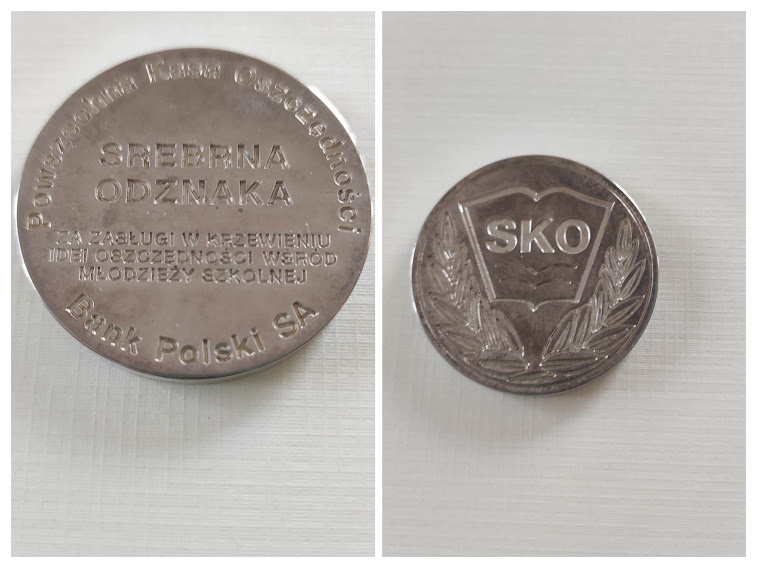 Powszechna Kasa Oszczędności
SREBRNA
ODZNAKA
ZA ZASŁUGI W KRZEWIENIU
IDEI OSZCZĘDNOŚCI WŚRÓD
MŁODZIEŻY SZKOLNEJ
Bank Polski SA
SKO